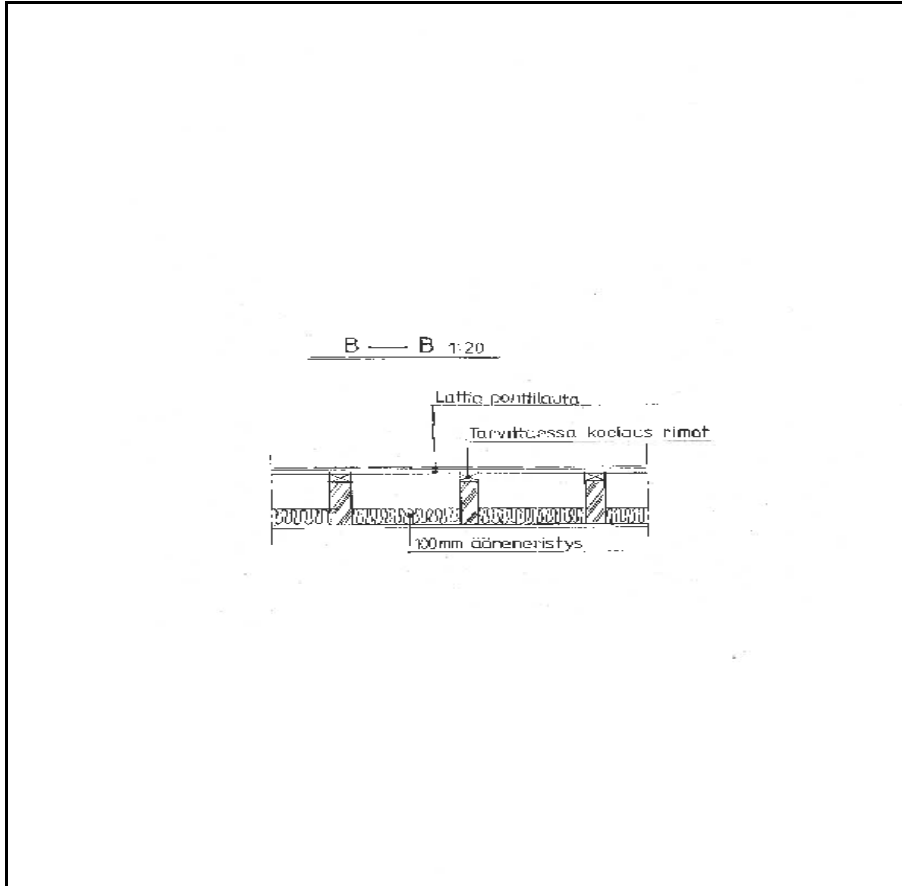 B — B 1:20
Lattia ponttilauta
Tarvittaessa koolaus rimat
100mm ääneneristys